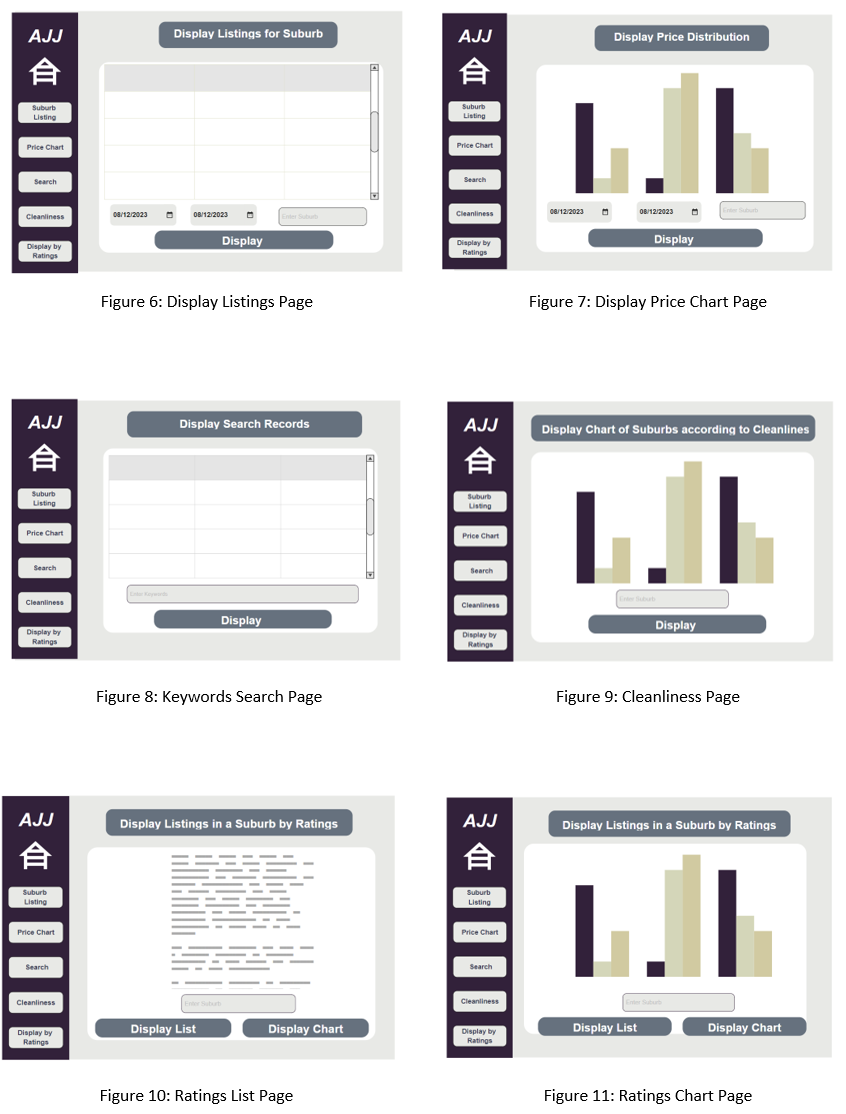 AJJ
Display Listings for Suburb
Suburb
Listing
Price Chart
Search
Cleanliness
Display by
Ratings
08/12/2023
08/12/2023
Enter Suburb
Display
Figure 6: Display Listings Page
AJJ
Display Price Distribution
Suburb
Listing
Price Chart
Search
Cleanliness
Display by
Ratings
08/12/2023
08/12/2023
Enter Suburb
Display
Figure 7: Display Price Chart Page
AJJ
Display Search Records
Suburb
Listing
Price Chart
Search
Cleanliness
Display by
Ratings
Enter Keywords
Display
Figure 8: Keywords Search Page
AJJ
Display Chart of Suburbs according to Cleanlines
Suburb
Listing
Price Chart
Search
Cleanliness
Display by
Ratings
Enter Suburb
Display
Figure 9: Cleanliness Page
AJJ
Display Listings in a Suburb by Ratings
Suburb
Listing
Price Chart
Search
Cleanliness
Display by
Ratings
Enter Suburb
Display List
Display Chart
Figure 10: Ratings List Page
AJJ
Display Listings in a Suburb by Ratings
Suburb
Listing
Price Chart
Search
Cleanliness
Display by
Ratings
Enter Suburb
Display List
Display Chart
Figure 11: Ratings Chart Page